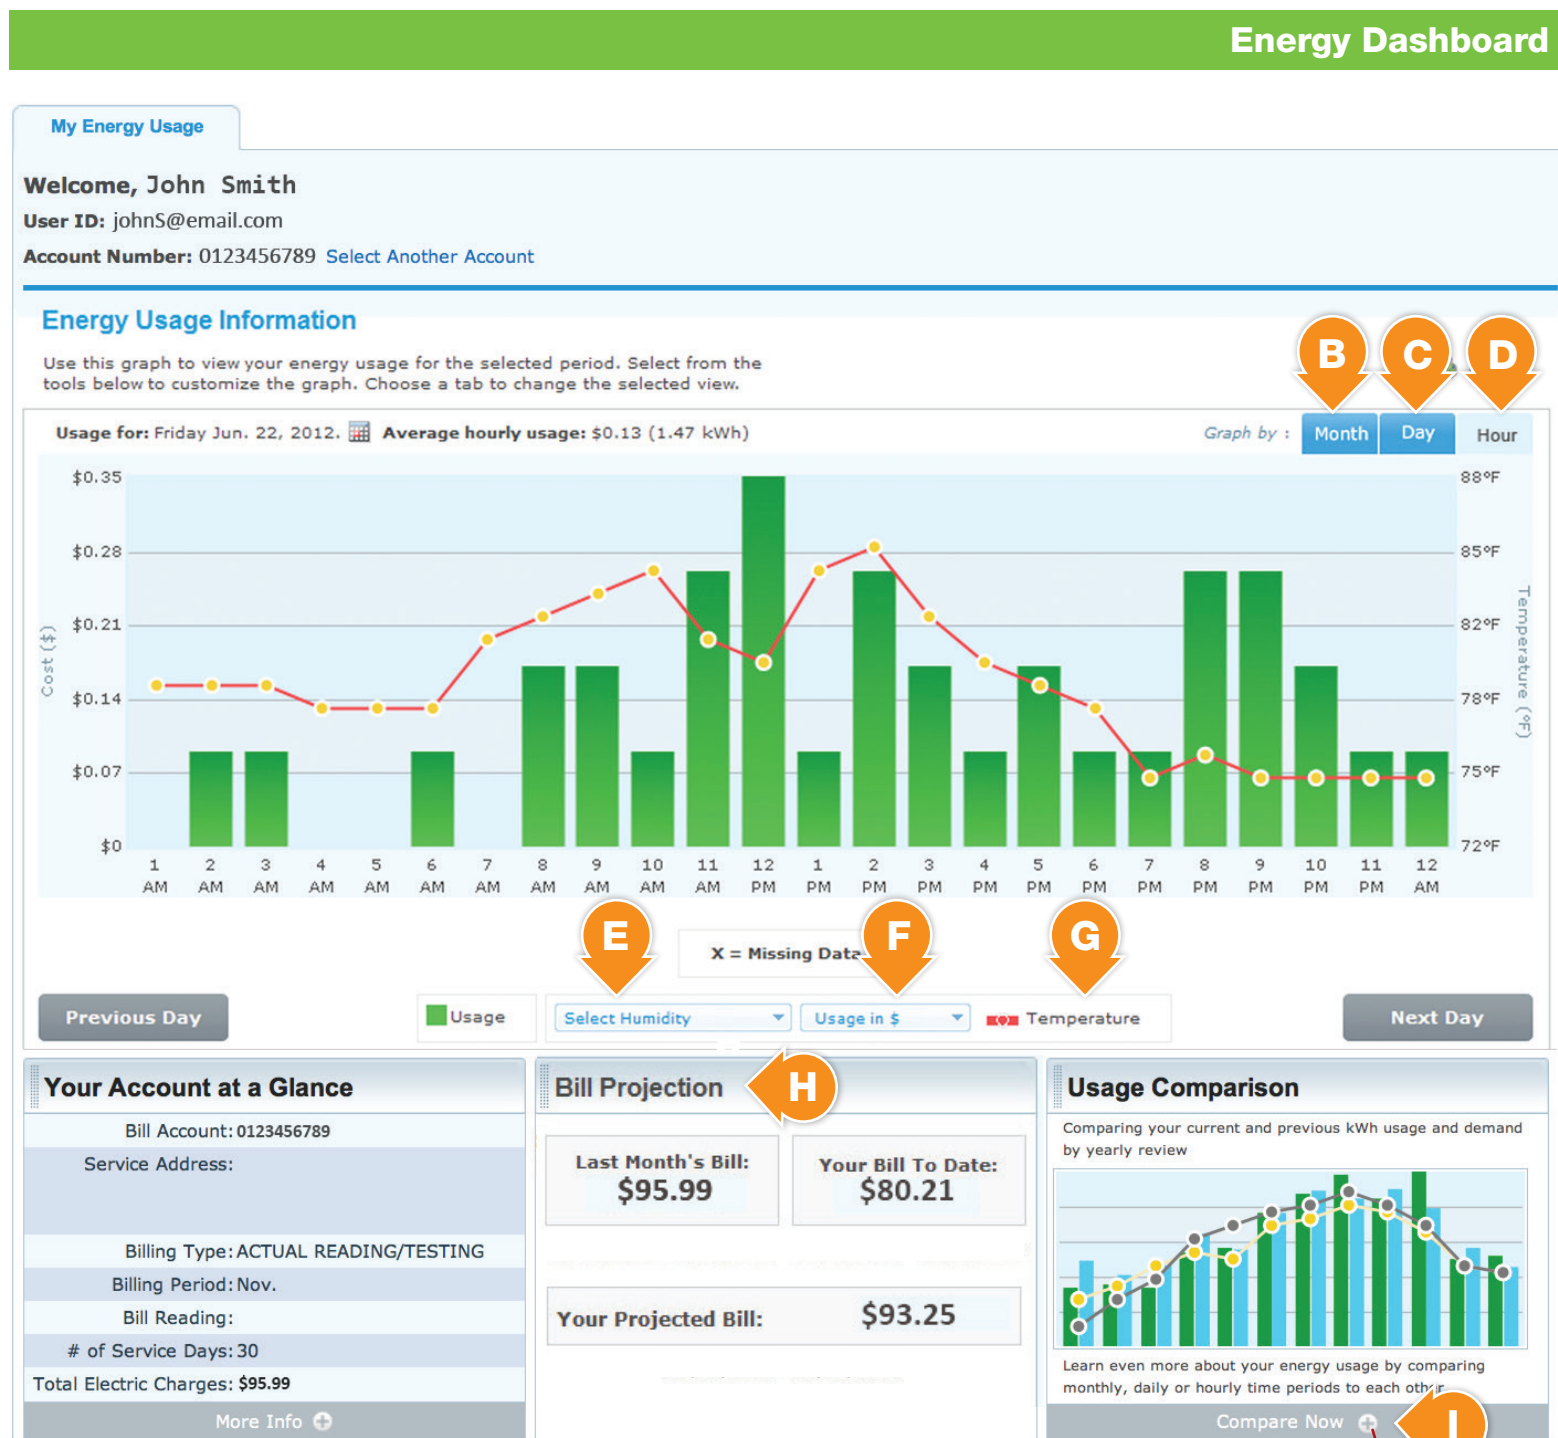 Energy Dashboard
My Energy Usage
Welcome, John Smith
User ID: johnS@email.com
Account Number: 0123456789 Select Another Account
Energy Usage Information
Use this graph to view your energy usage for the selected period. Select from the
tools below to customize the graph. Choose a tab to change the selected view.
B C D
Usage for: Friday Jun. 22, 2012. Average hourly usage: $0.13 (1.47 kWh) Graph by : Month Day Hour
$0.35 88°F
$0.28 85°F
$0.21 82°F
$0.14 78°F
$0.07 75°F
$0 72°F
Cost ($)
Temperature (°F)
1 2 3 4 5 6 7 8 9 10 11 12 1 2 3 4 5 6 7 8 9 10 11 12
AM AM AM AM AM AM AM AM AM AM AM PM PM PM PM PM PM PM PM PM PM PM PM AM
E F G
X = Missing Data
Previous Day Usage Select Humidity Usage in $ Temperature Next Day
Your Account at a Glance
Bill Account: 0123456789
Service Address:
Billing Type: ACTUAL READING/TESTING
Billing Period: Nov.
Bill Reading:
# of Service Days: 30
Total Electric Charges: $95.99
More Info
Bill Projection H
Last Month's Bill:
$95.99
Your Bill To Date:
$80.21
Your Projected Bill: $93.25
Usage Comparison
Comparing your current and previous kWh usage and demand
by yearly review
Learn even more about your energy usage by comparing
monthly, daily or hourly time periods to each other
Compare Now